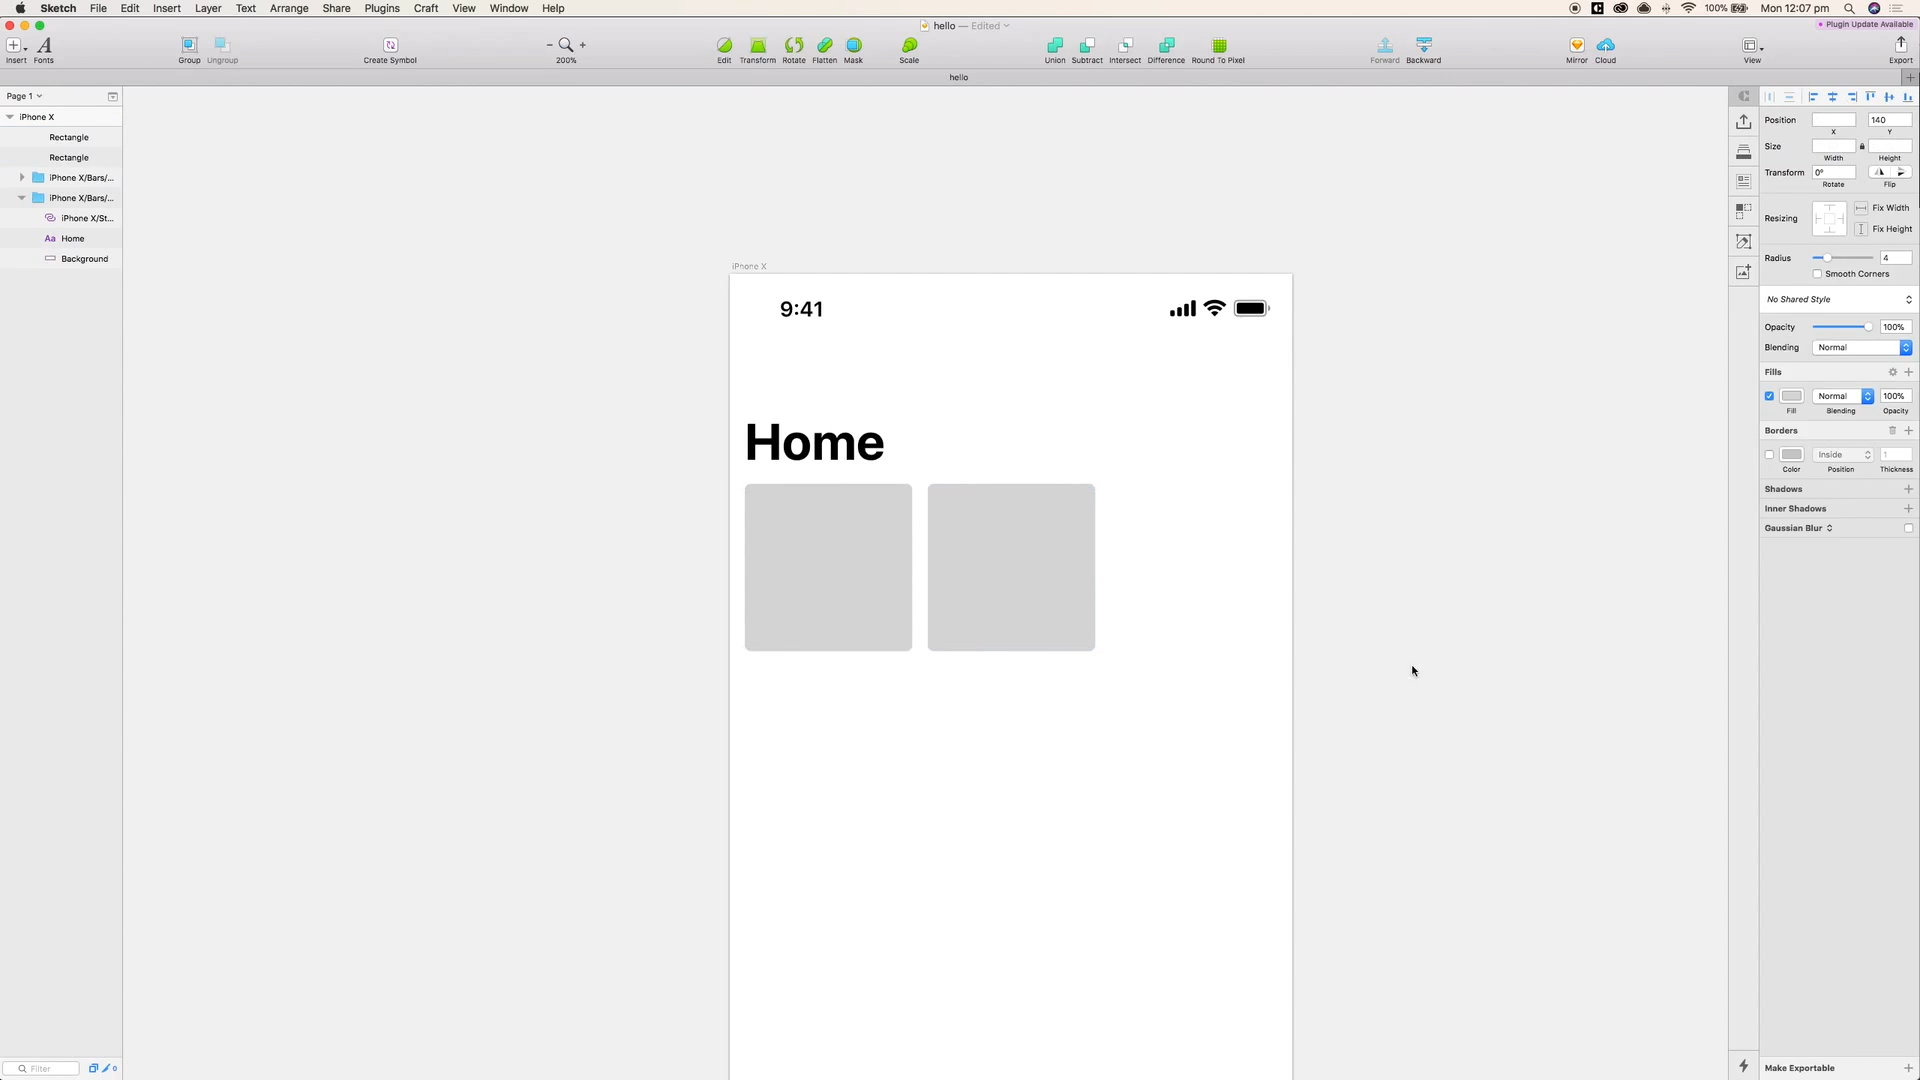 Sketch File Edit Insert Layer Text Arrange Share Plugins Craft View Window Help 100% Mon 12:07 pm
hello — Edited
Plugin Update Available
Insert Fonts Group Ungroup Create Symbol 200% Edit Transform Rotate Flatten Mask Scale Union Subtract Intersect Difference Round To Pixel Forward Backward Mirror Cloud View Export
hello
Page 1
iPhone X
Rectangle
Rectangle
iPhone X/Bars/...
iPhone X/Bars/...
iPhone X/St...
Aa Home
Background
Filter
0
iPhone X
9:41
Home
Position 140
X Y
Size
Width Height
Transform 0°
Rotate Flip
Resizing
Fix Width
Fix Height
Radius 4
Smooth Corners
No Shared Style
Opacity 100%
Blending Normal
Fills
Normal 100%
Fill Blending Opacity
Borders
Inside 1
Color Position Thickness
Shadows
Inner Shadows
Gaussian Blur
Make Exportable